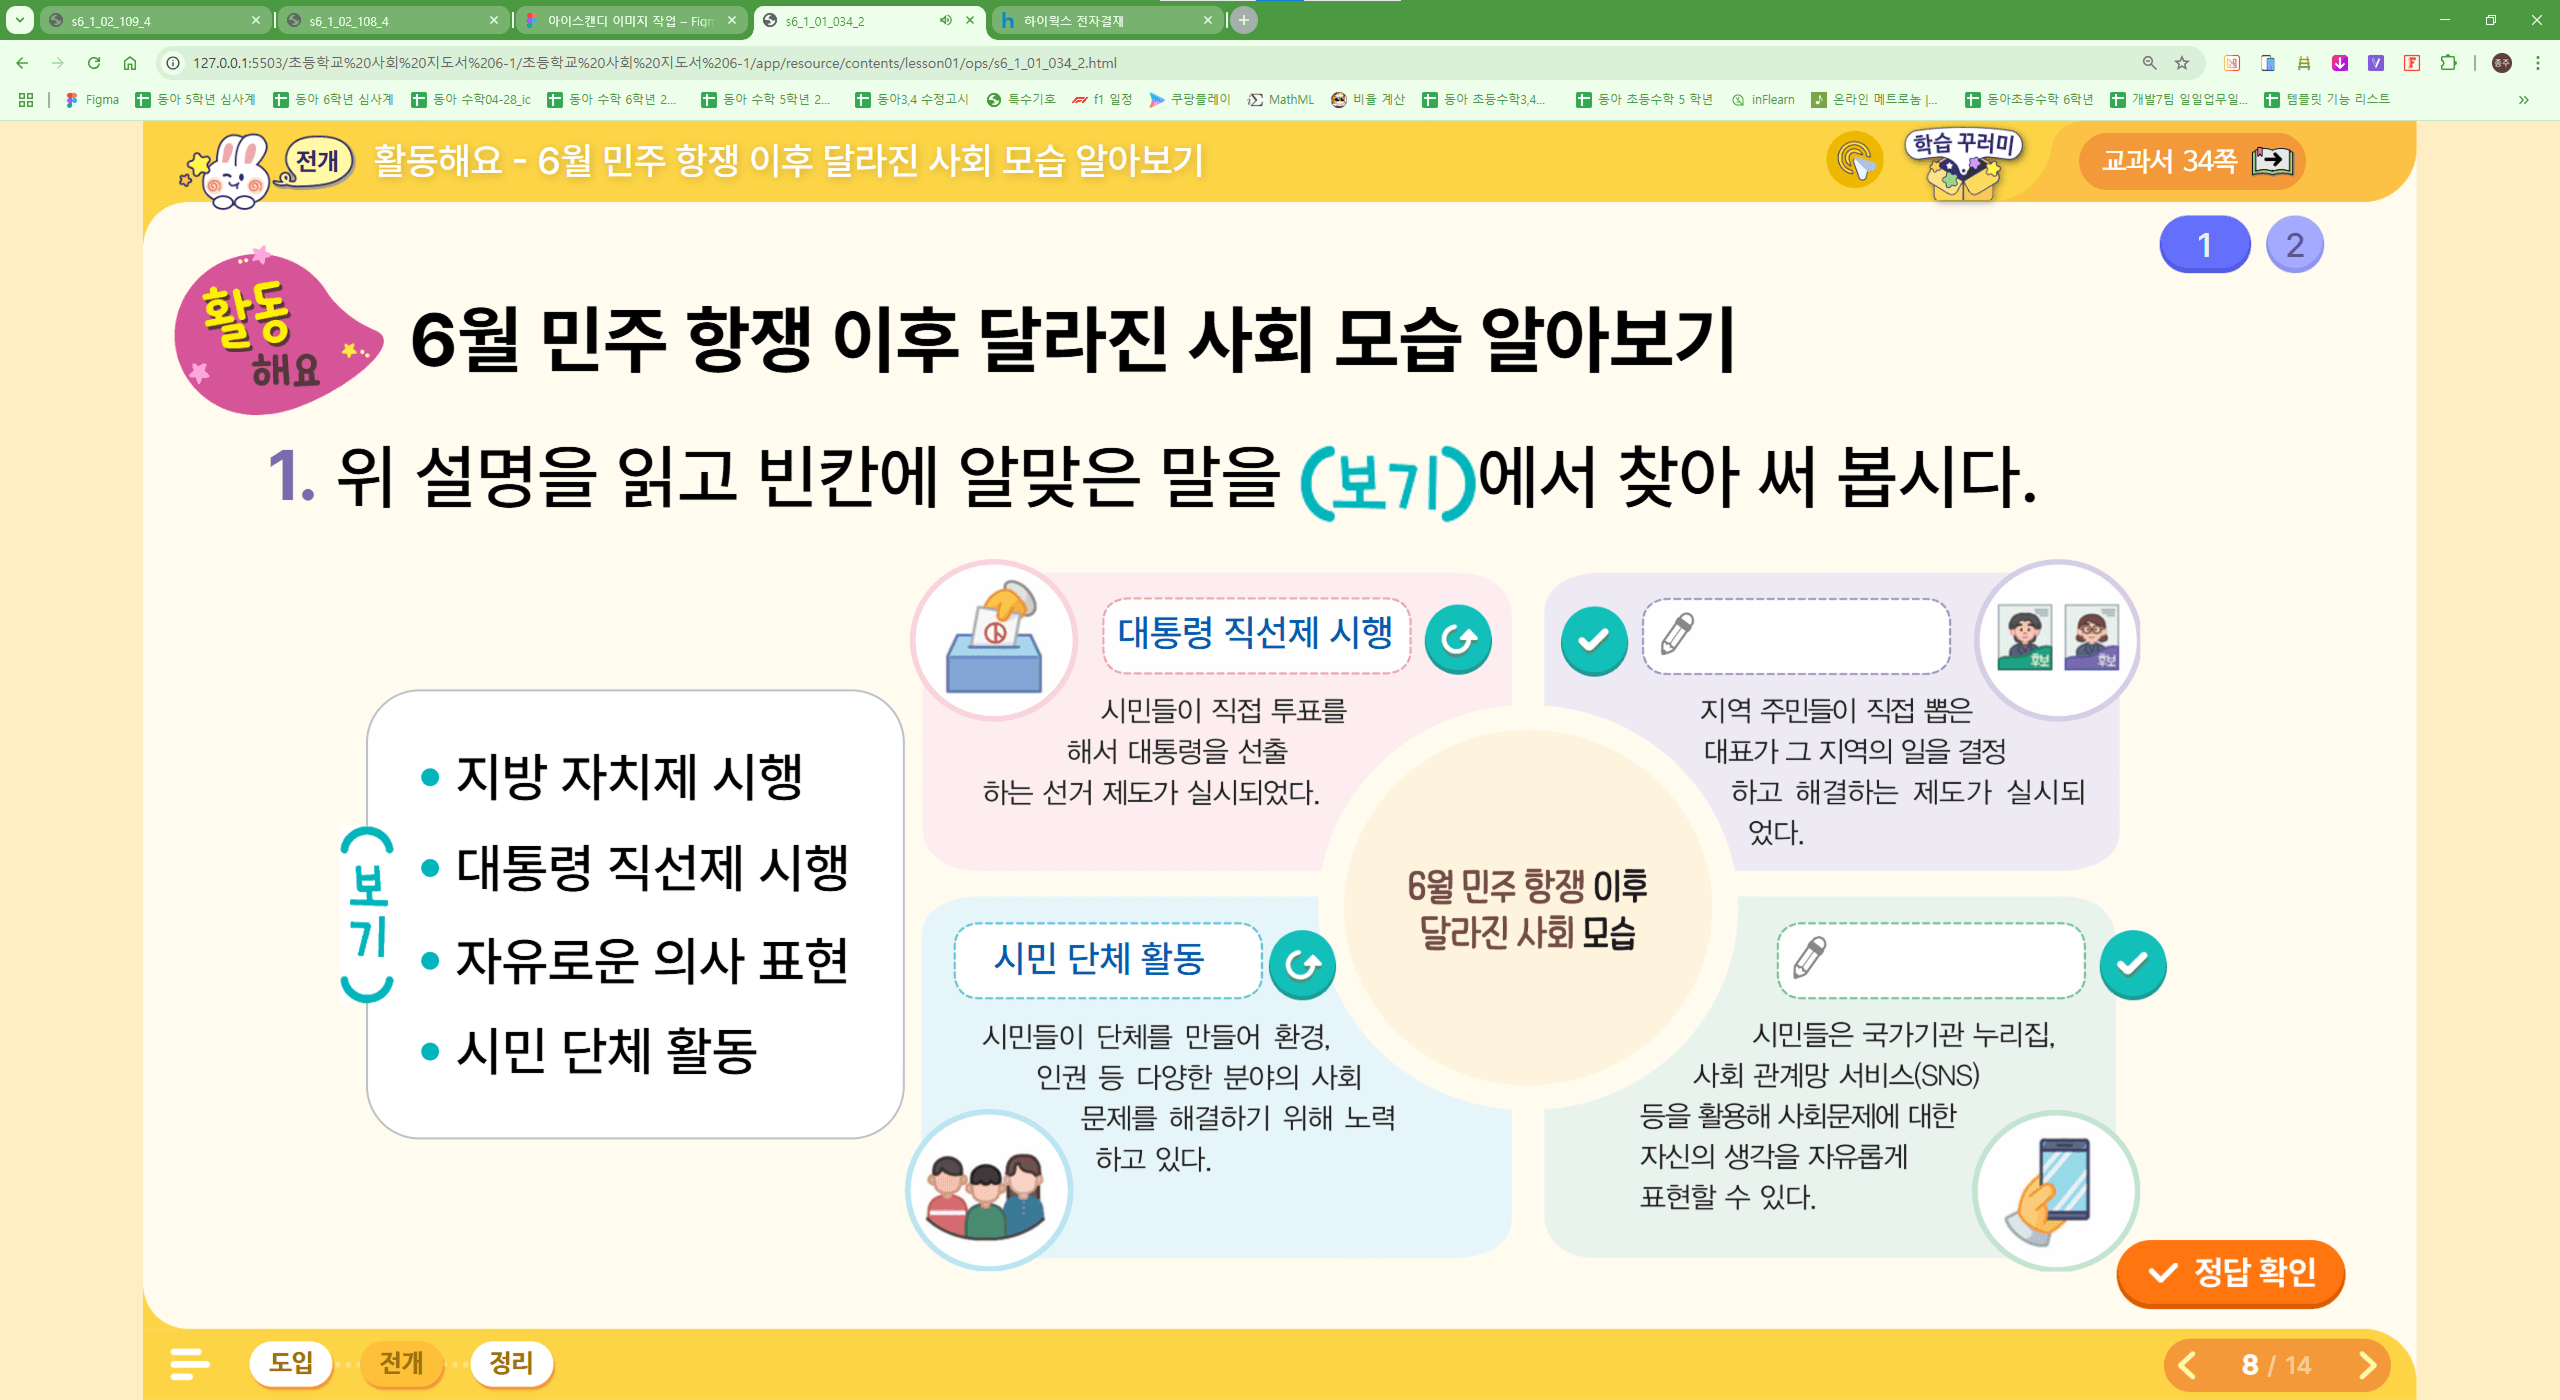 s6_1_02_109_4
s6_1_02_108_4
아이스캔디 이미지 작업 – Figm
s6_1_01_034_2
하이웍스 전자결재
127.0.0.1:5503/초등학교%20사회%20지도서%206-1/초등학교%20사회%20지도서%206-1/app/resource/contents/lesson01/ops/s6_1_01_034_2.html
종주
Figma
동아 5학년 심사계
동아 6학년 심사계
동아 수학04-28_ic
동아 수학 6학년 2...
동아 수학 5학년 2...
동아3,4 수정고시
특수기호
f1 일정
쿠팡플레이
MathML
비율 계산
동아 초등수학3,4...
동아 초등수학 5 학년
inFlearn
온라인 메트로놈 |...
동아초등수학 6학년
개발7팀 일일업무일...
템플릿 기능 리스트
전개
활동해요 - 6월 민주 항쟁 이후 달라진 사회 모습 알아보기
학습 꾸러미
교과서 34쪽
1
2
활동
해요
6월 민주 항쟁 이후 달라진 사회 모습 알아보기
1. 위 설명을 읽고 빈칸에 알맞은 말을 (보기)에서 찾아 써 봅시다.
(보기)
• 지방 자치제 시행
• 대통령 직선제 시행
• 자유로운 의사 표현
• 시민 단체 활동
대통령 직선제 시행
시민들이 직접 투표를
해서 대통령을 선출
하는 선거 제도가 실시되었다.
후보
후보
지역 주민들이 직접 뽑은
대표가 그 지역의 일을 결정
하고 해결하는 제도가 실시되
었다.
6월 민주 항쟁 이후
달라진 사회 모습
시민 단체 활동
시민들이 단체를 만들어 환경,
인권 등 다양한 분야의 사회
문제를 해결하기 위해 노력
하고 있다.
시민들은 국가기관 누리집,
사회 관계망 서비스(SNS)
등을 활용해 사회문제에 대한
자신의 생각을 자유롭게
표현할 수 있다.
정답 확인
도입
전개
정리
8 / 14